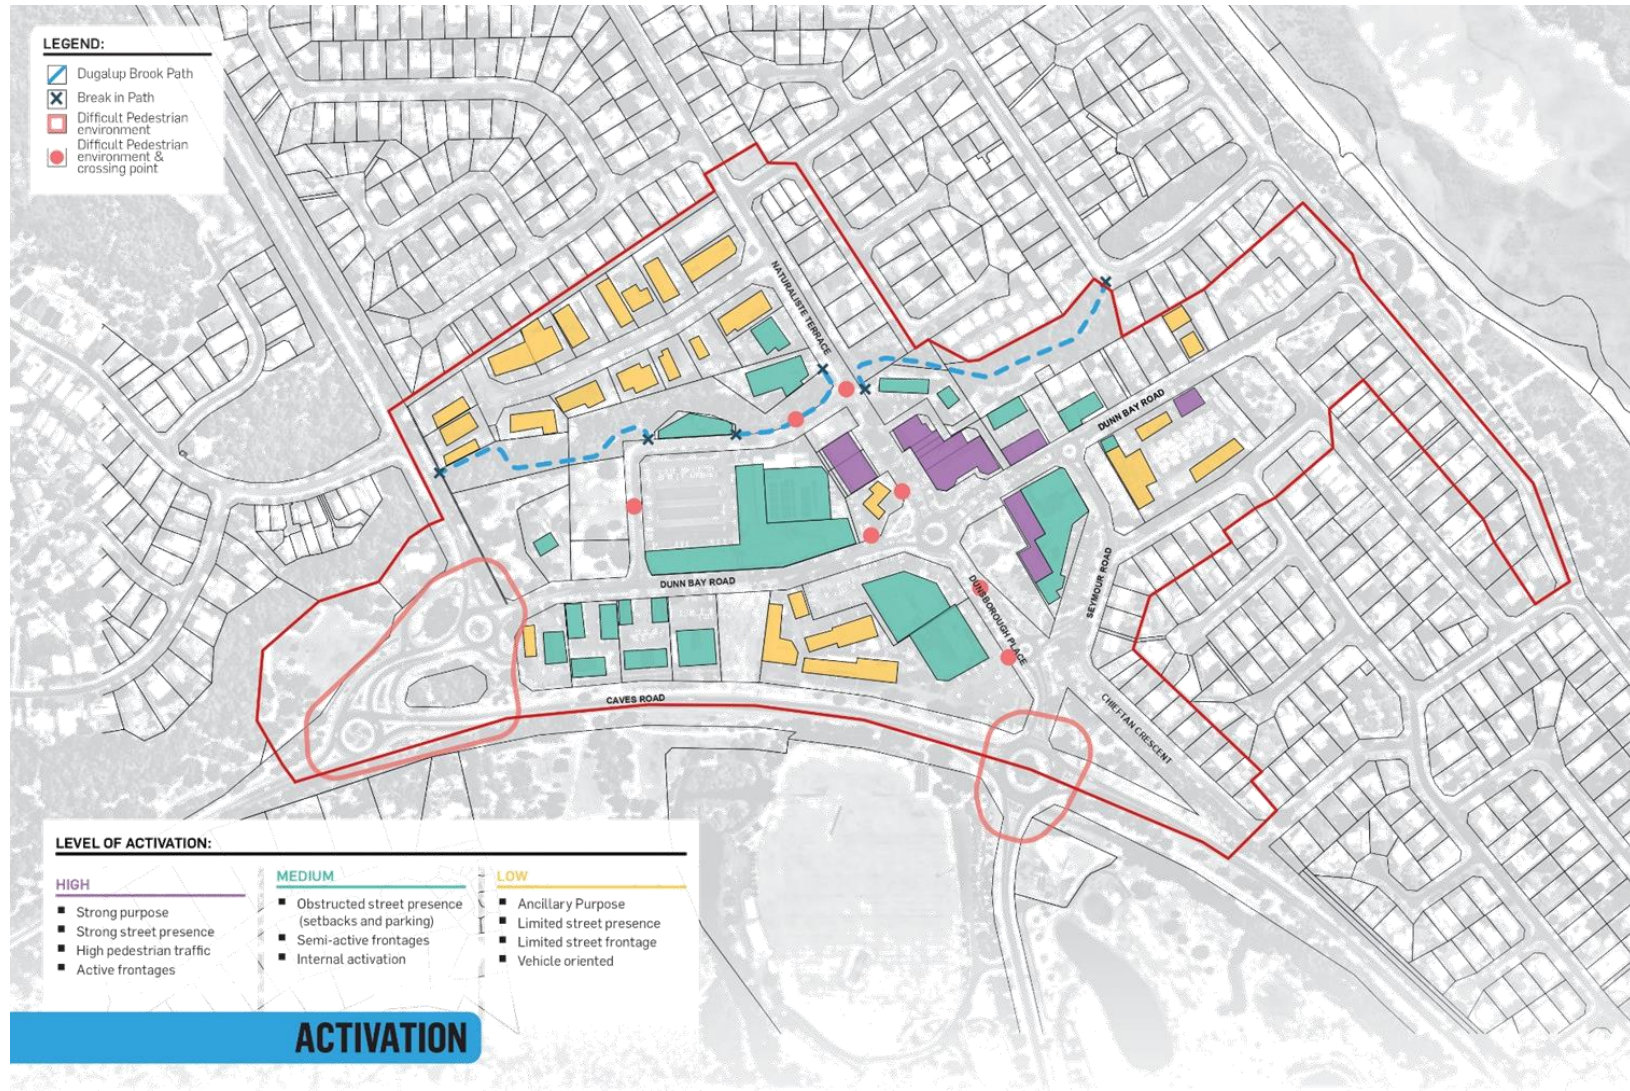 LEGEND:
Dugalup Brook Path
Break in Path
Difficult Pedestrian
environment
Difficult Pedestrian
environment &
crossing point
NATURALISTE TERRACE
DUNN BAY ROAD
DUNN BAY ROAD
SEYMOUR ROAD
DUNSBOROUGH PLACE
CAVES ROAD
CHIEFTAN CRESCENT
LEVEL OF ACTIVATION:
HIGH
Strong purpose
Strong street presence
High pedestrian traffic
Active frontages
MEDIUM
Obstructed street presence
(setbacks and parking)
Semi-active frontages
Internal activation
LOW
Ancillary Purpose
Limited street presence
Limited street frontage
Vehicle oriented
ACTIVATION